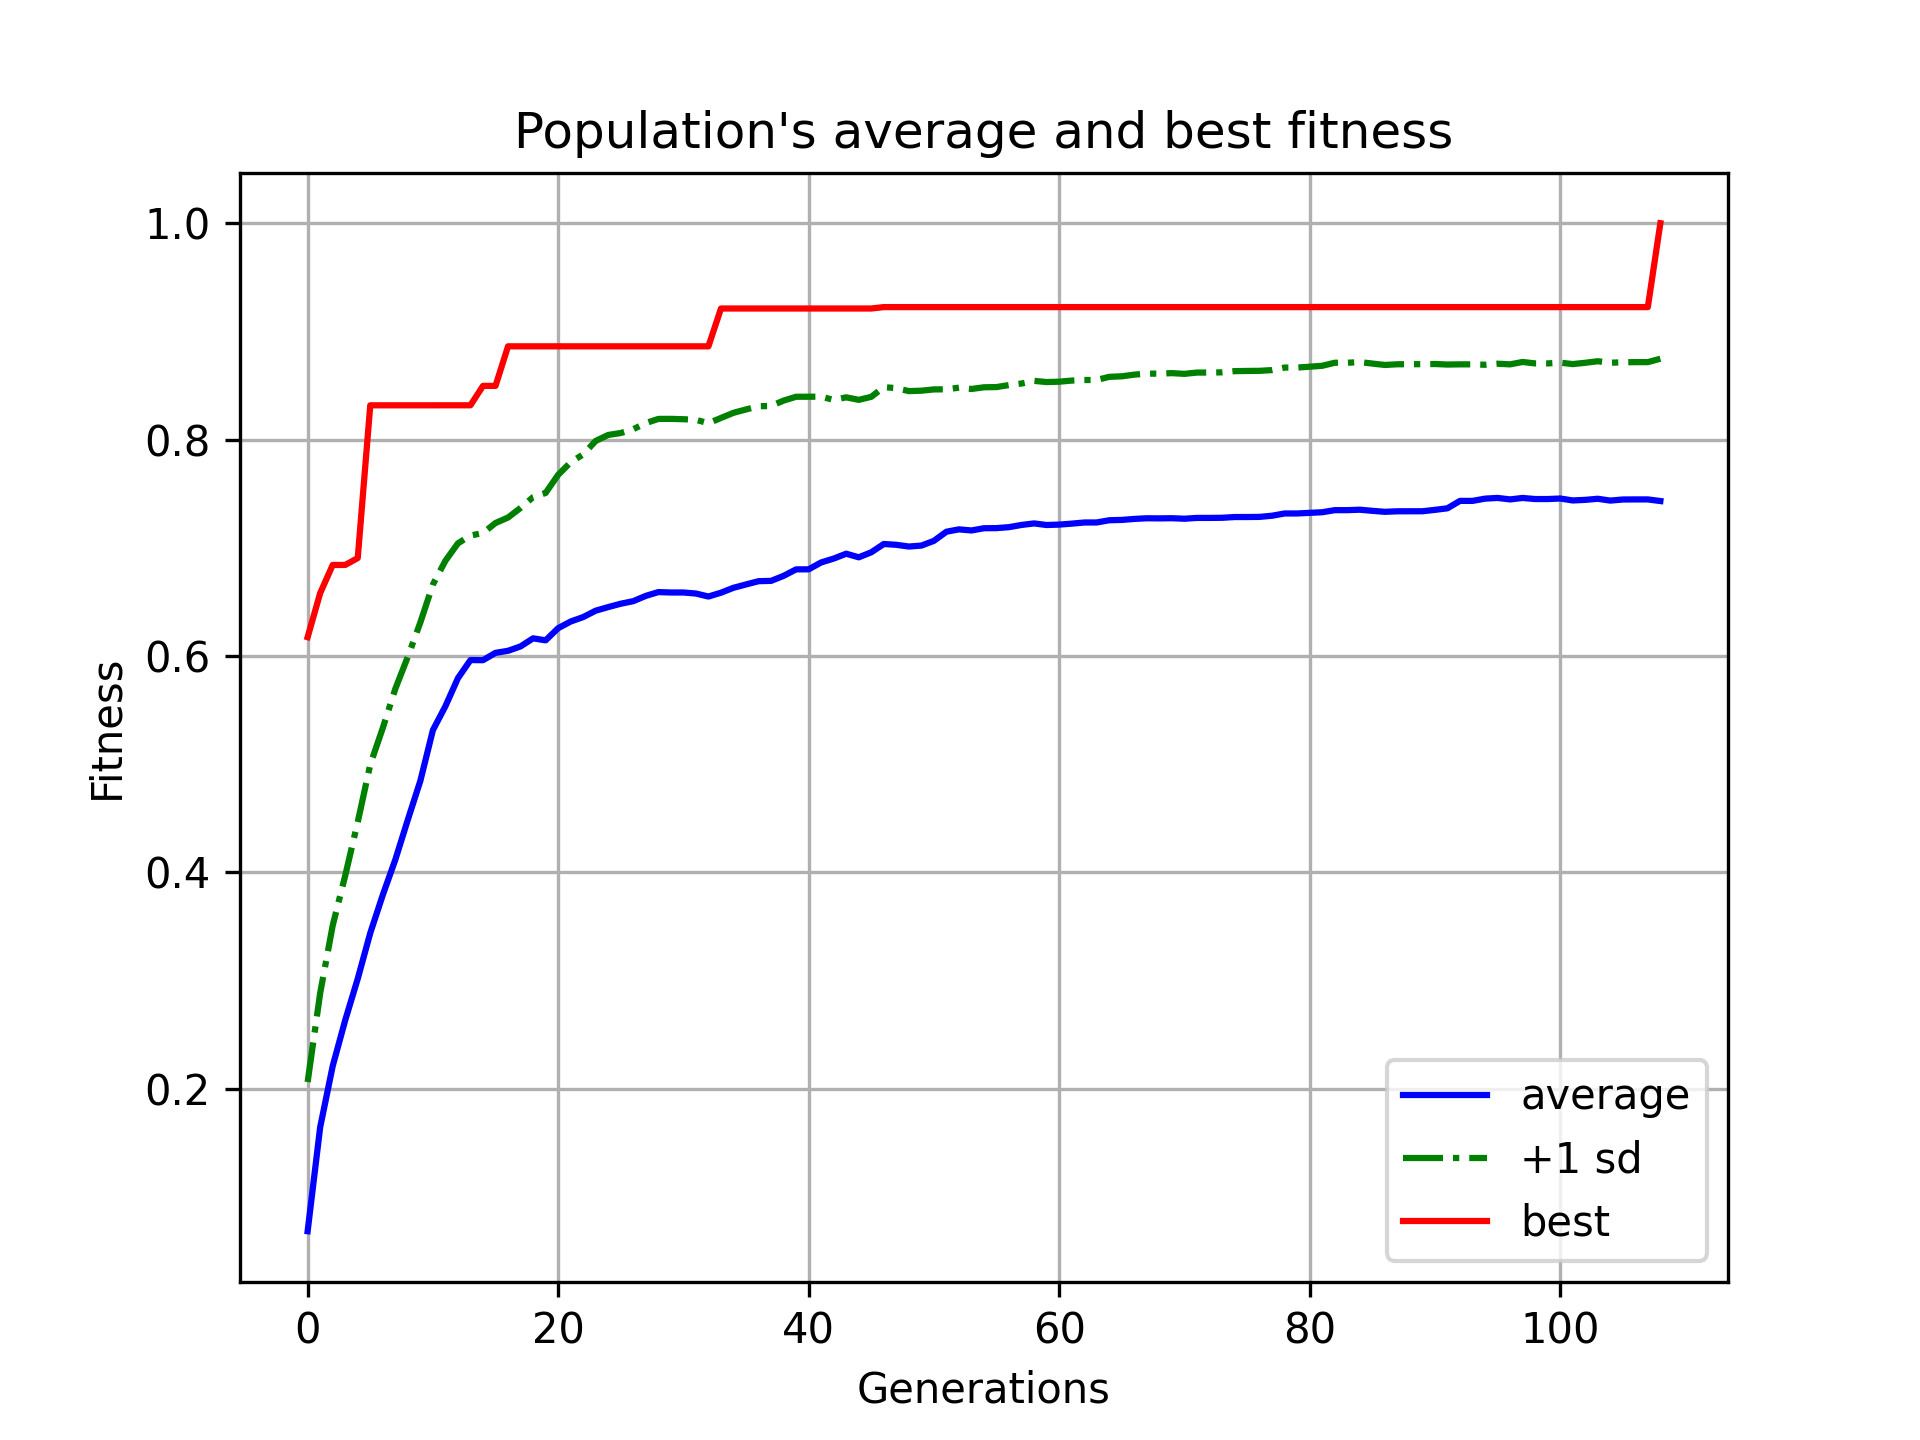 Population's average and best fitness
Fitness
1.0
0.8
0.6
0.4
0.2
0 20 40 60 80 100
Generations
average
+1 sd
best